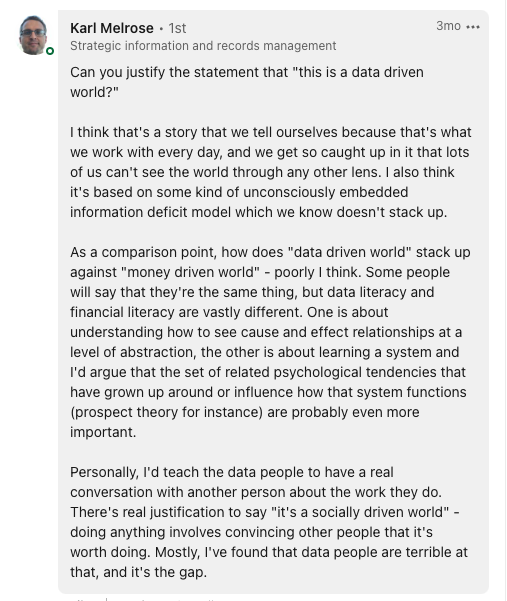 Karl Melrose • 1st
3mo •••
Strategic information and records management
Can you justify the statement that "this is a data driven
world?"
I think that's a story that we tell ourselves because that's what
we work with every day, and we get so caught up in it that lots
of us can't see the world through any other lens. I also think
it's based on some kind of unconsciously embedded
information deficit model which we know doesn't stack up.
As a comparison point, how does "data driven world" stack up
against "money driven world" - poorly I think. Some people
will say that they're the same thing, but data literacy and
financial literacy are vastly different. One is about
understanding how to see cause and effect relationships at a
level of abstraction, the other is about learning a system and
I'd argue that the set of related psychological tendencies that
have grown up around or influence how that system functions
(prospect theory for instance) are probably even more
important.
Personally, I'd teach the data people to have a real
conversation with another person about the work they do.
There's real justification to say "it's a socially driven world" -
doing anything involves convincing other people that it's
worth doing. Mostly, I've found that data people are terrible at
that, and it's the gap.